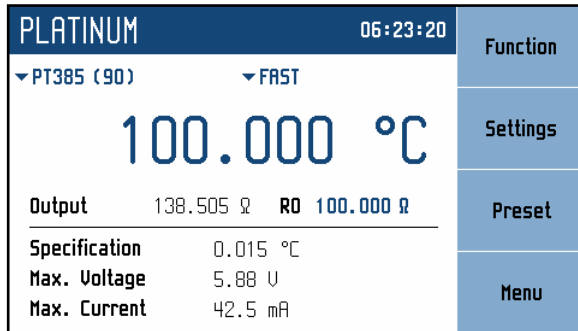 PLATINUM 06:23:20
PT385 (90) FAST
100.000 °C
Output 138.505 Ω R0 100.000 Ω
Specification 0.015 °C
Max. Voltage 5.88 V
Max. Current 42.5 mA
Function
Settings
Preset
Menu